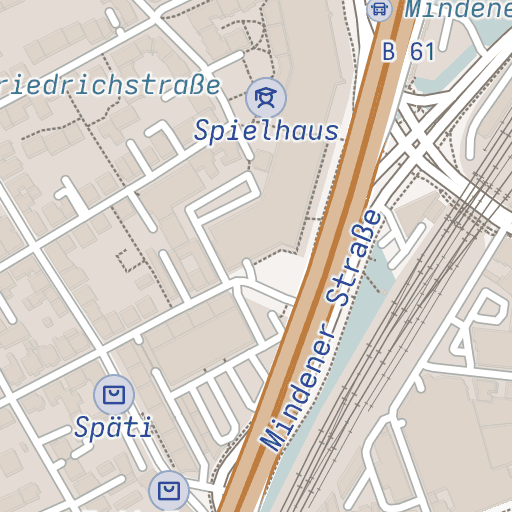 Mindene
B 61
riedrichstraße
Spielhaus
Mindener Straße
Späti